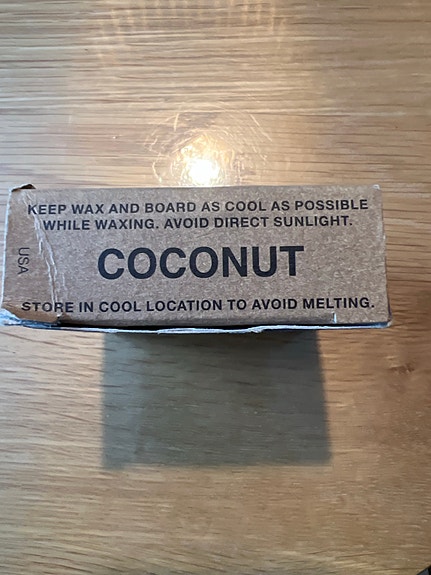 KEEP WAX AND BOARD AS COOL AS POSSIBLE
WHILE WAXING. AVOID DIRECT SUNLIGHT.
USA
COCONUT
STORE IN COOL LOCATION TO AVOID MELTING.